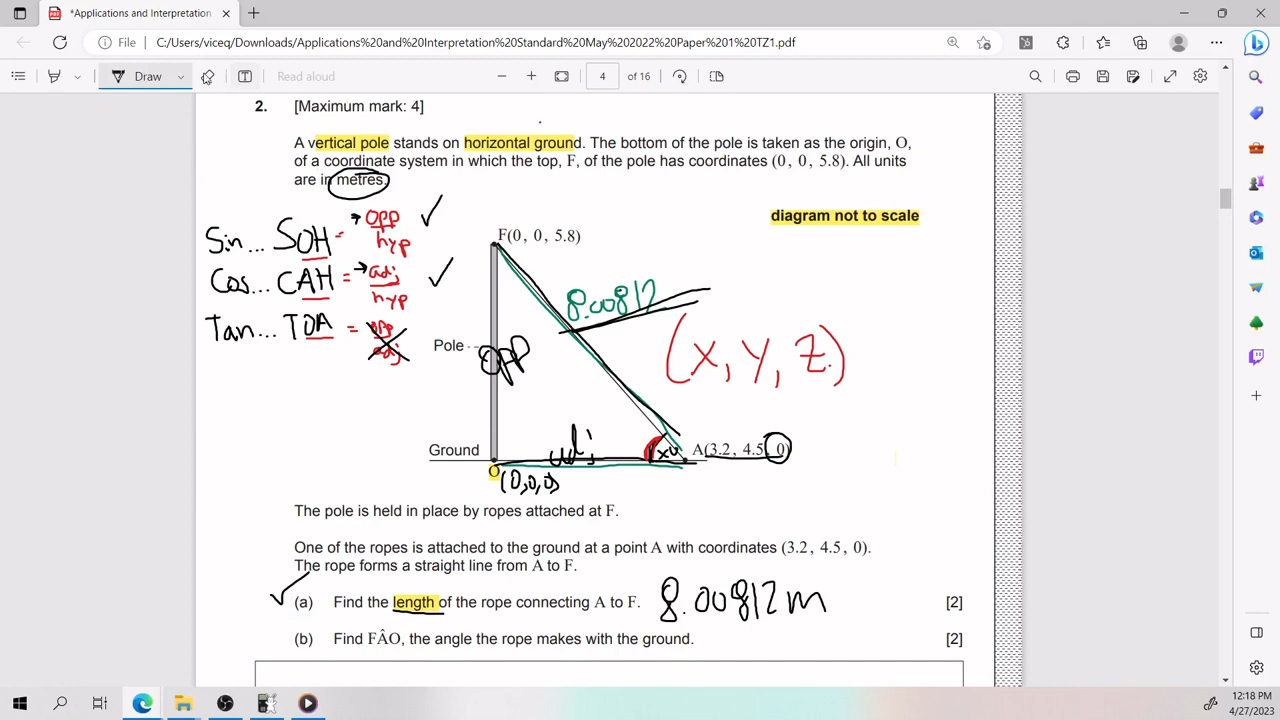 *Applications and Interpretation
File
C:/Users/viceq/Downloads/Applications%20and%20Interpretation%20Standard%20May%202022%20Paper%201%20TZ1.pdf
Draw
Read aloud
4 of 16
2. [Maximum mark: 4]
A vertical pole stands on horizontal ground. The bottom of the pole is taken as the origin, O,
of a coordinate system in which the top, F, of the pole has coordinates (0, 0, 5.8). All units
are in metres.
diagram not to scale
Sin... SOH = opp
hyp
Cos... CAH = adj
hyp
Tan... TOA = opp
adj
F(0, 0, 5.8)
8.00812
(x, y, z)
Pole
opp
Ground
adj
x°
A(3.2, 4.5, 0)
O
(0,0,0)
The pole is held in place by ropes attached at F.
One of the ropes is attached to the ground at a point A with coordinates (3.2, 4.5, 0).
The rope forms a straight line from A to F.
(a) Find the length of the rope connecting A to F. 8.00812 m [2]
(b) Find FÂO, the angle the rope makes with the ground. [2]
12:18 PM
4/27/2023